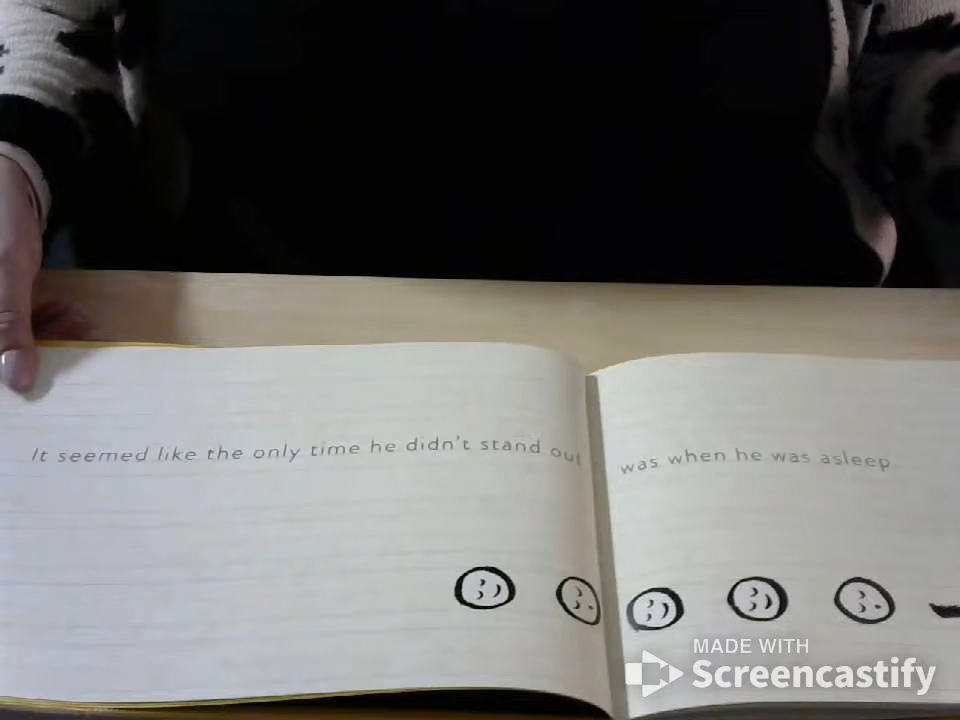 It seemed like the only time he didn't stand out was when he was asleep.
MADE WITH
Screencastify